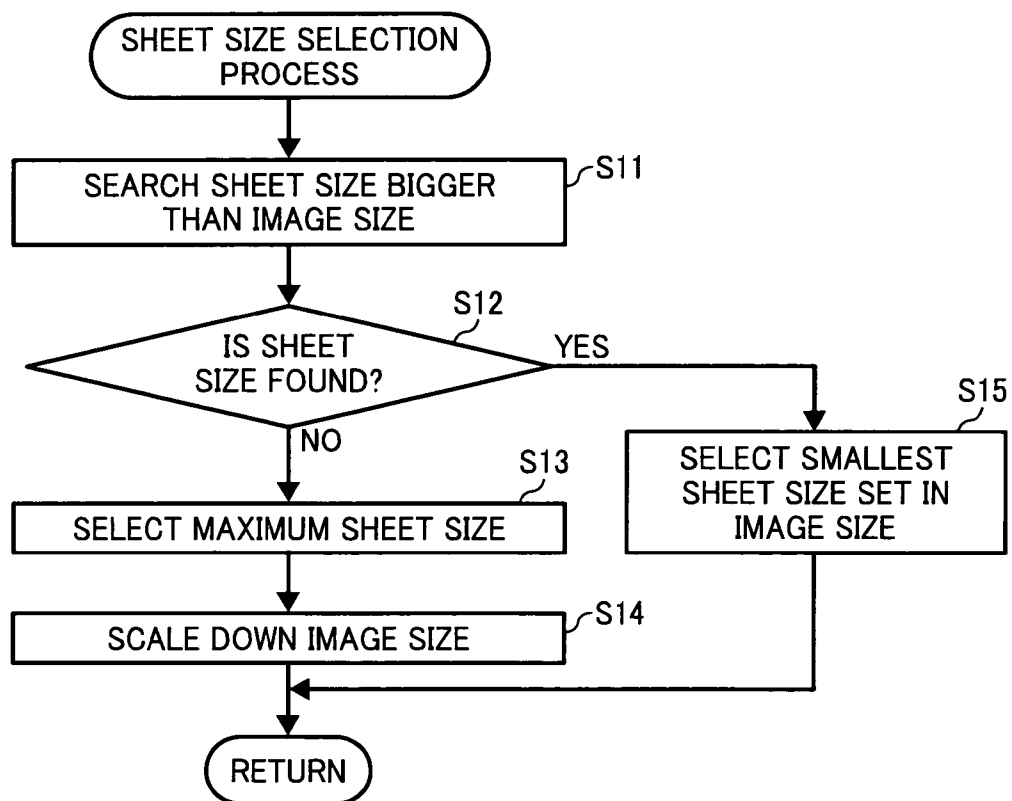 SHEET SIZE SELECTION
PROCESS
S11
SEARCH SHEET SIZE BIGGER
THAN IMAGE SIZE
S12
IS SHEET
SIZE FOUND?
YES
NO
S15
SELECT SMALLEST
SHEET SIZE SET IN
IMAGE SIZE
S13
SELECT MAXIMUM SHEET SIZE
S14
SCALE DOWN IMAGE SIZE
RETURN